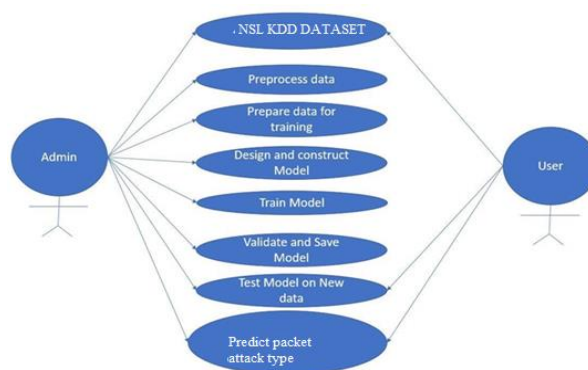 NSL KDD DATASET
Preprocess data
Prepare data for
training
Admin
Design and construct
Model
User
Train Model
Validate and Save
Model
Test Model on New
data
Predict packet
attack type